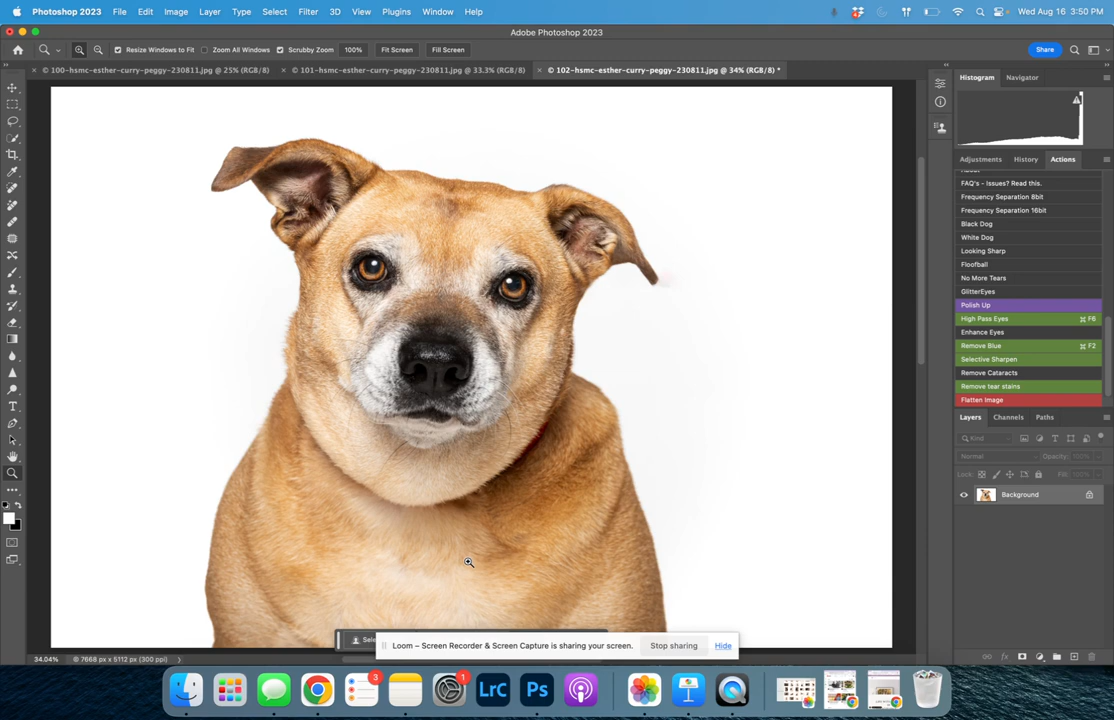 Photoshop 2023 File Edit Image Layer Type Select Filter 3D View Plugins Window Help Wed Aug 16 3:50 PM
Adobe Photoshop 2023
Resize Windows to Fit Zoom All Windows Scrubby Zoom 100% Fit Screen Fill Screen Share
× © 100-hsmc-esther-curry-peggy-230811.jpg @ 25% (RGB/8) × © 101-hsmc-esther-curry-peggy-230811.jpg @ 33.3% (RGB/8) × © 102-hsmc-esther-curry-peggy-230811.jpg @ 34% (RGB/8) *
Histogram Navigator
Adjustments History Actions
FAQ's - Issues? Read this.
Frequency Separation 8bit
Frequency Separation 16bit
Black Dog
White Dog
Looking Sharp
Floofball
No More Tears
GlitterEyes
Polish Up
High Pass Eyes ⌘ F6
Enhance Eyes
Remove Blue ⌘ F2
Selective Sharpen
Remove Cataracts
Remove tear stains
Flatten Image
Layers Channels Paths
Kind
Normal Opacity: 100%
Lock: Fill: 100%
Background
Sele
Loom – Screen Recorder & Screen Capture is sharing your screen. Stop sharing Hide
34.04% @ 7668 px x 5112 px (300 ppi)
3
1
LrC Ps